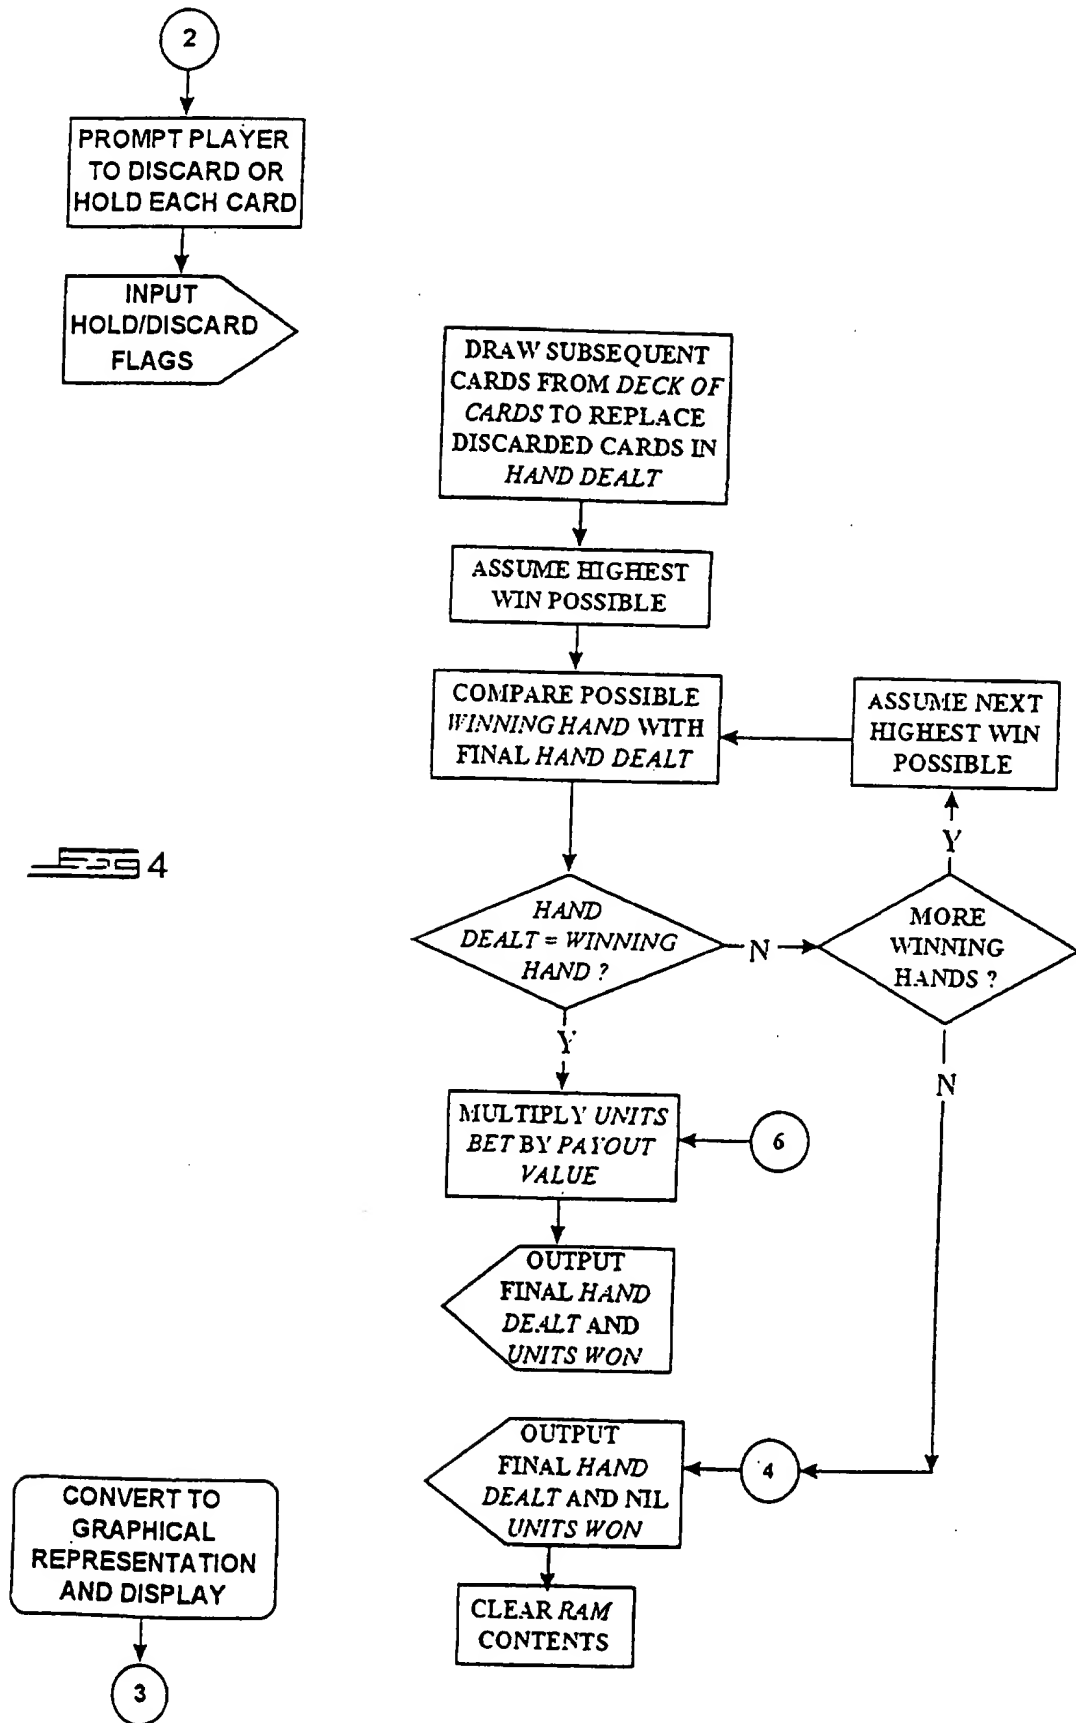 2
PROMPT PLAYER
TO DISCARD OR
HOLD EACH CARD
INPUT
HOLD/DISCARD
FLAGS
DRAW SUBSEQUENT
CARDS FROM DECK OF
CARDS TO REPLACE
DISCARDED CARDS IN
HAND DEALT
ASSUME HIGHEST
WIN POSSIBLE
COMPARE POSSIBLE
WINNING HAND WITH
FINAL HAND DEALT
ASSUME NEXT
HIGHEST WIN
POSSIBLE
Y
4
HAND
DEALT = WINNING
HAND ?
N
MORE
WINNING
HANDS ?
Y
N
MULTIPLY UNITS
BET BY PAYOUT
VALUE
6
OUTPUT
FINAL HAND
DEALT AND
UNITS WON
OUTPUT
FINAL HAND
DEALT AND NIL
UNITS WON
4
CONVERT TO
GRAPHICAL
REPRESENTATION
AND DISPLAY
CLEAR RAM
CONTENTS
3